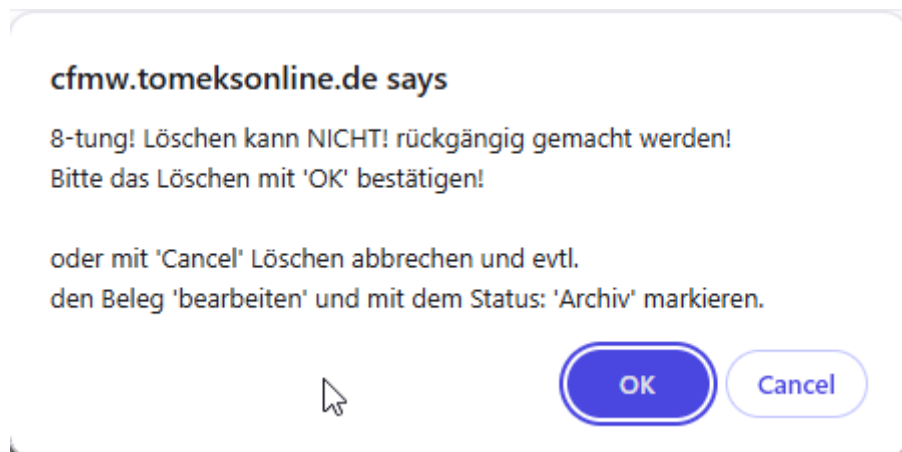 cfmw.tomeksonline.de says
8-tung! Löschen kann NICHT! rückgängig gemacht werden!
Bitte das Löschen mit 'OK' bestätigen!
oder mit 'Cancel' Löschen abbrechen und evtl.
den Beleg 'bearbeiten' und mit dem Status: 'Archiv' markieren.
OK Cancel